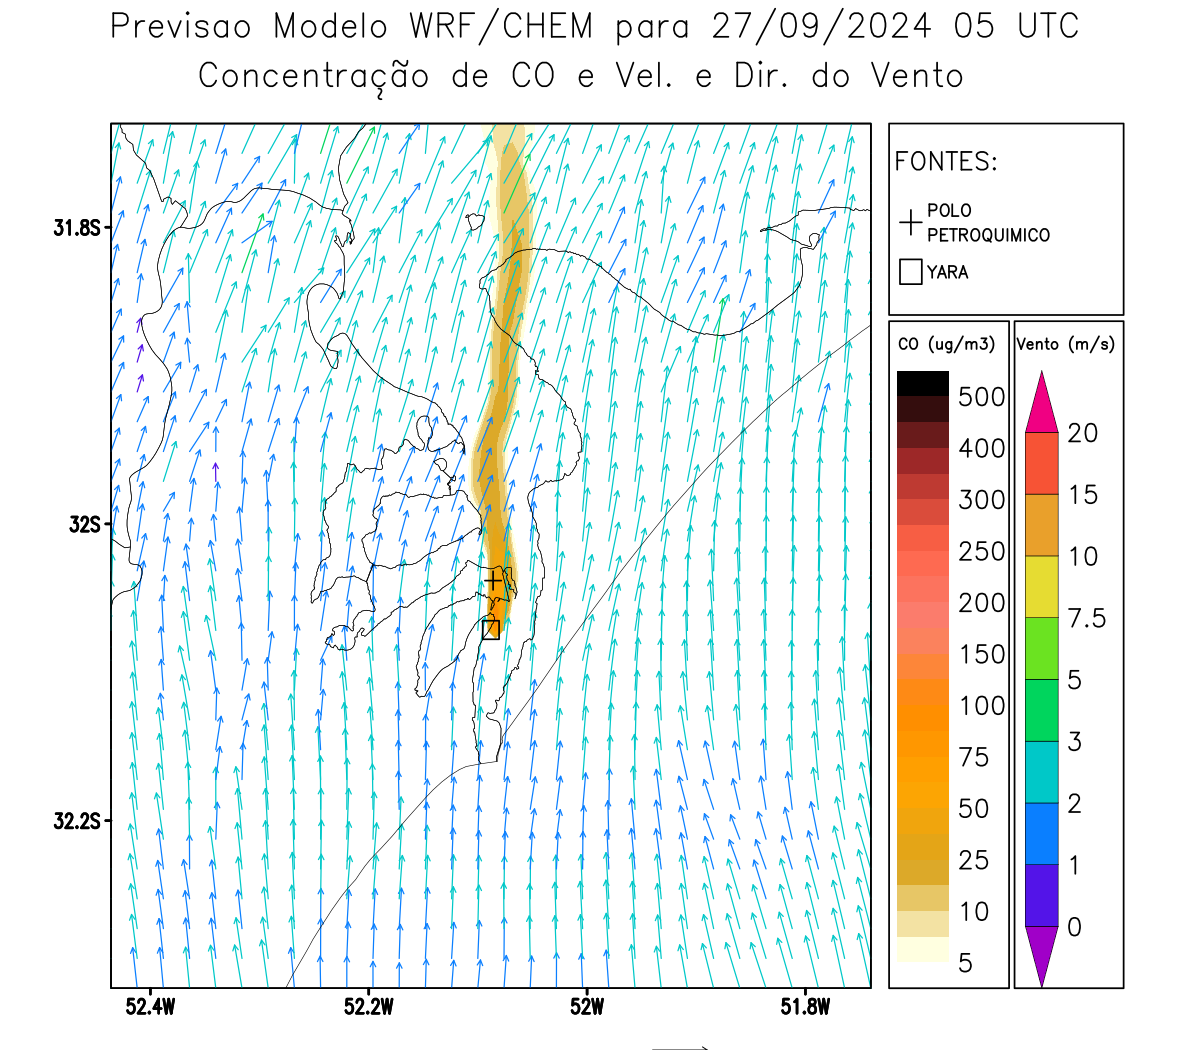 Previsao Modelo WRF/CHEM para 27/09/2024 05 UTC
Concentração de CO e Vel. e Dir. do Vento
FONTES:
POLO
PETROQUIMICO
YARA
CO (ug/m3)
500
400
300
250
200
150
100
75
50
25
10
5
Vento (m/s)
20
15
10
7.5
5
3
2
1
0
31.8S
32S
32.2S
52.4W
52.2W
52W
51.8W